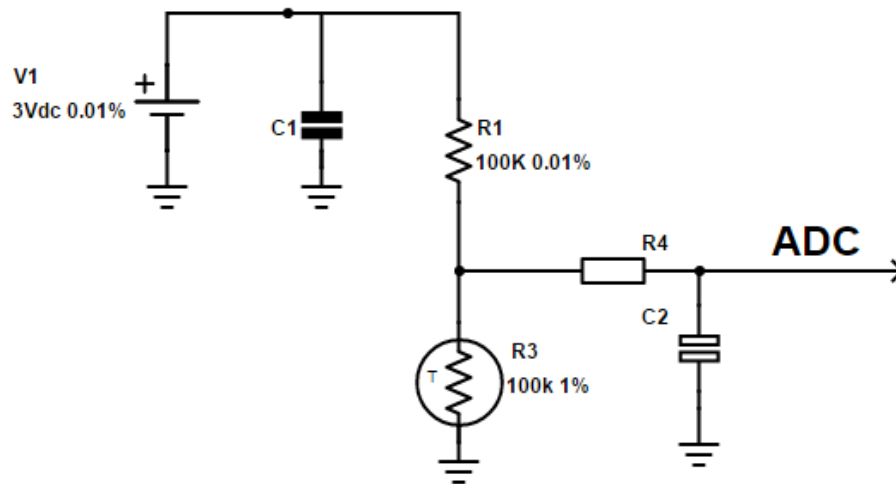 V1
+
3Vdc 0.01%
C1
R1
100K 0.01%
R4
ADC
C2
R3
T
100k 1%